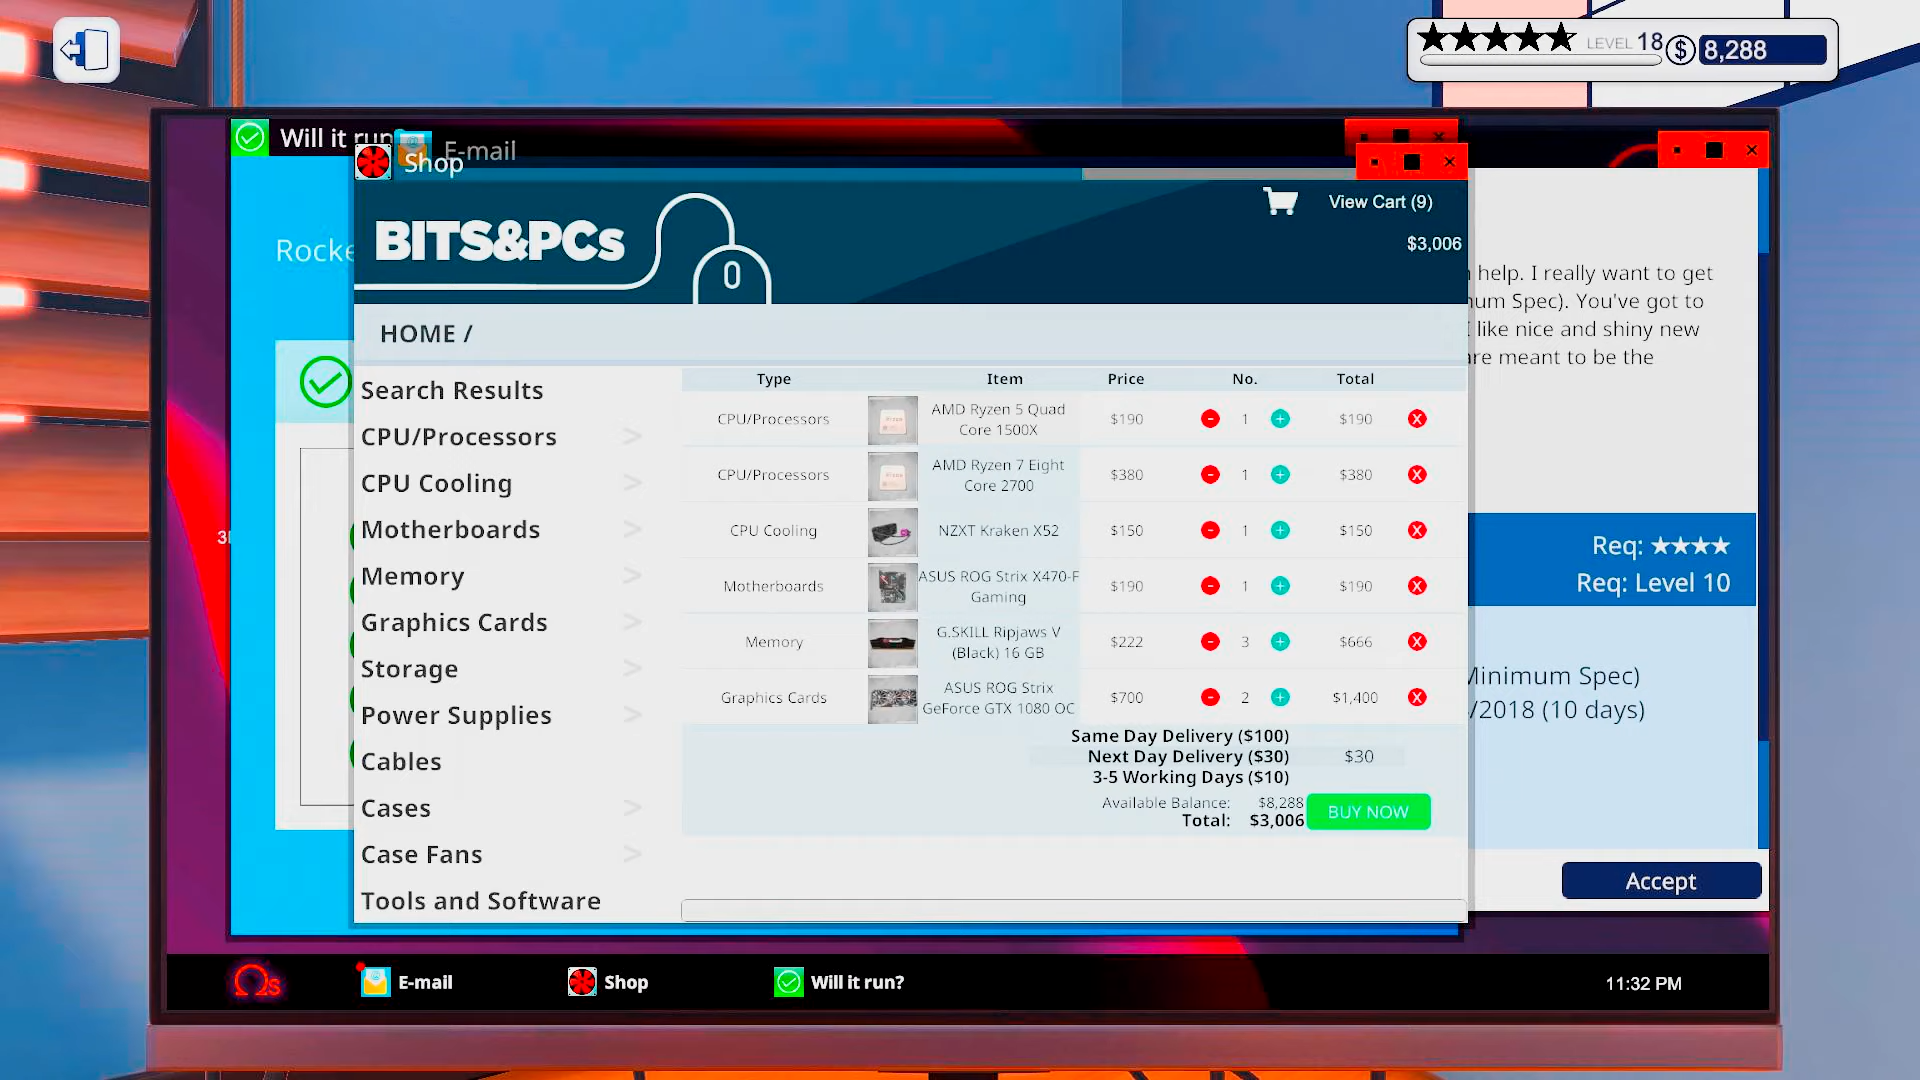 LEVEL 18
$ 8,288
Will it run?
E-mail
Shop
BITS&PCs
View Cart (9)
$3,006
HOME /
Search Results
CPU/Processors >
CPU Cooling >
Motherboards >
Memory >
Graphics Cards >
Storage >
Power Supplies >
Cables
Cases >
Case Fans >
Tools and Software
Type Item Price No. Total
CPU/Processors AMD Ryzen 5 Quad Core 1500X $190 - 1 + $190 X
CPU/Processors AMD Ryzen 7 Eight Core 2700 $380 - 1 + $380 X
CPU Cooling NZXT Kraken X52 $150 - 1 + $150 X
Motherboards ASUS ROG Strix X470-F Gaming $190 - 1 + $190 X
Memory G.SKILL Ripjaws V (Black) 16 GB $222 - 3 + $666 X
Graphics Cards ASUS ROG Strix GeForce GTX 1080 OC $700 - 2 + $1,400 X
Same Day Delivery ($100)
Next Day Delivery ($30) $30
3-5 Working Days ($10)
Available Balance: $8,288
Total: $3,006
BUY NOW
Rocke
help. I really want to get
um Spec). You've got to
I like nice and shiny new
are meant to be the
Req: ★★★★
Req: Level 10
Minimum Spec)
/2018 (10 days)
Accept
E-mail
Shop
Will it run?
11:32 PM